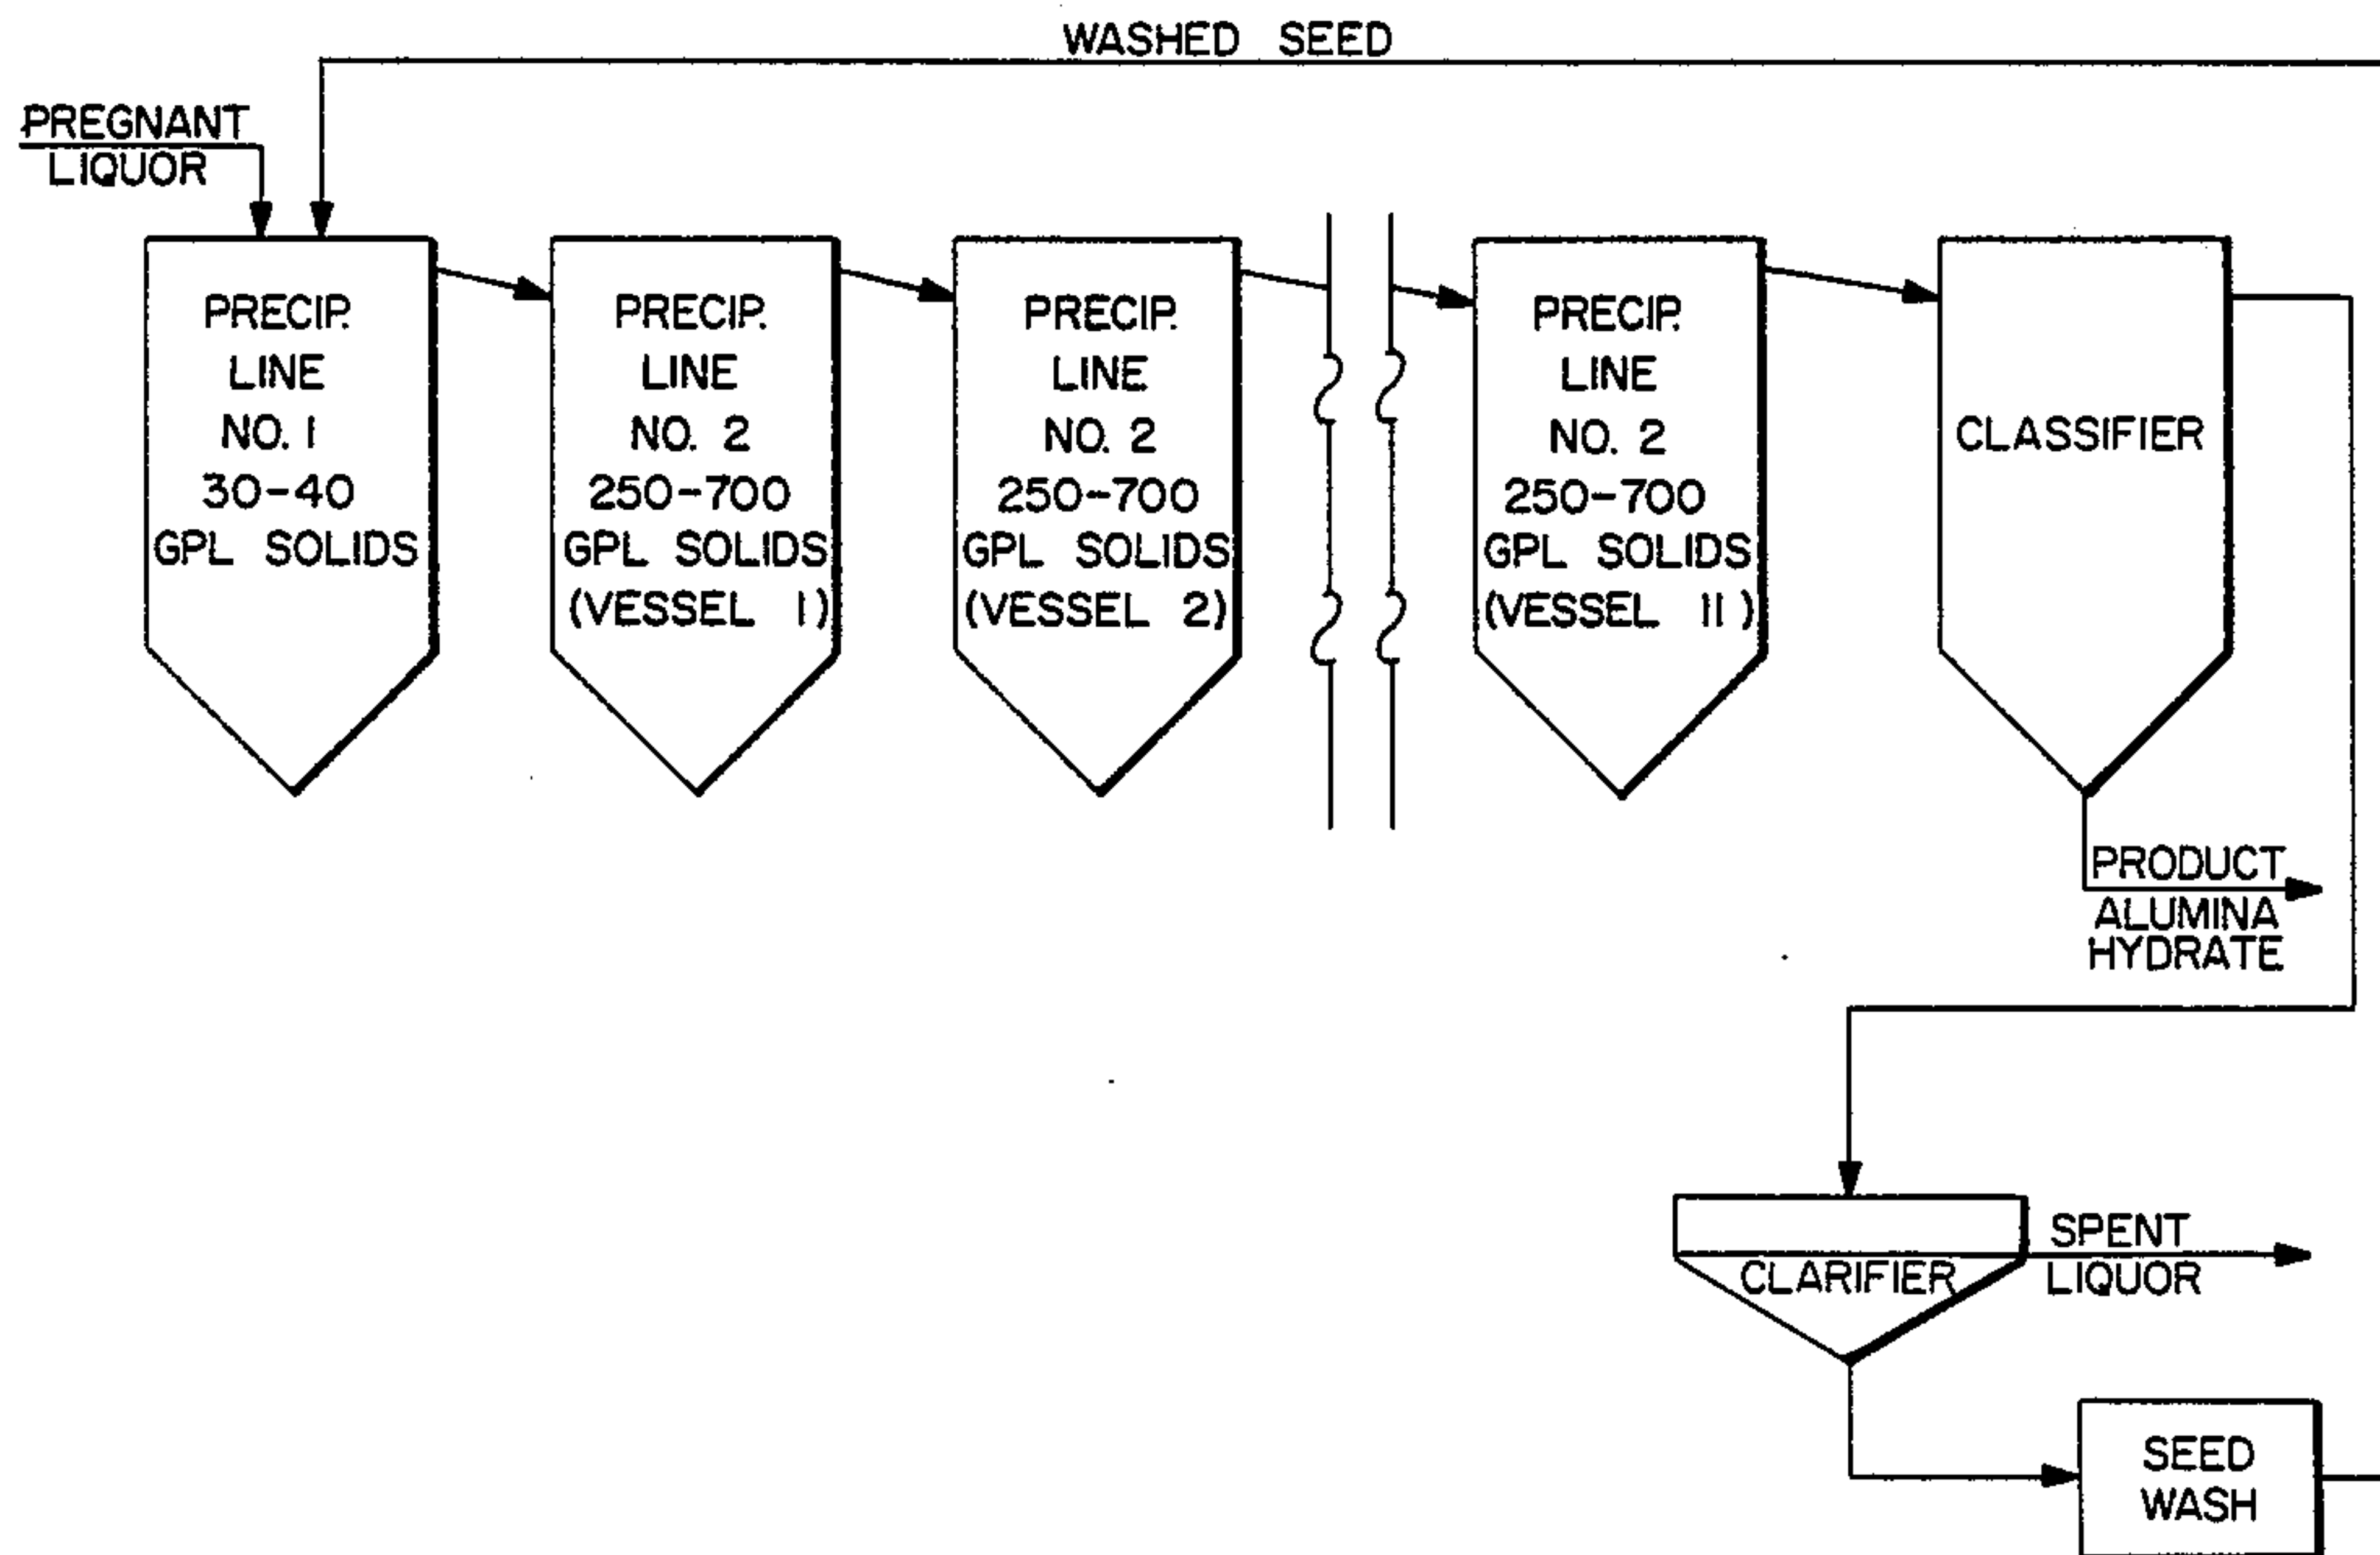 WASHED SEED
PREGNANT
LIQUOR
PRECIP.
LINE
NO. 1
30-40
GPL SOLIDS
PRECIP.
LINE
NO. 2
250-700
GPL SOLIDS
(VESSEL 1)
PRECIP.
LINE
NO. 2
250-700
GPL SOLIDS
(VESSEL 2)
PRECIP.
LINE
NO. 2
250-700
GPL SOLIDS
(VESSEL 11)
CLASSIFIER
PRODUCT
ALUMINA
HYDRATE
CLARIFIER
SPENT
LIQUOR
SEED
WASH